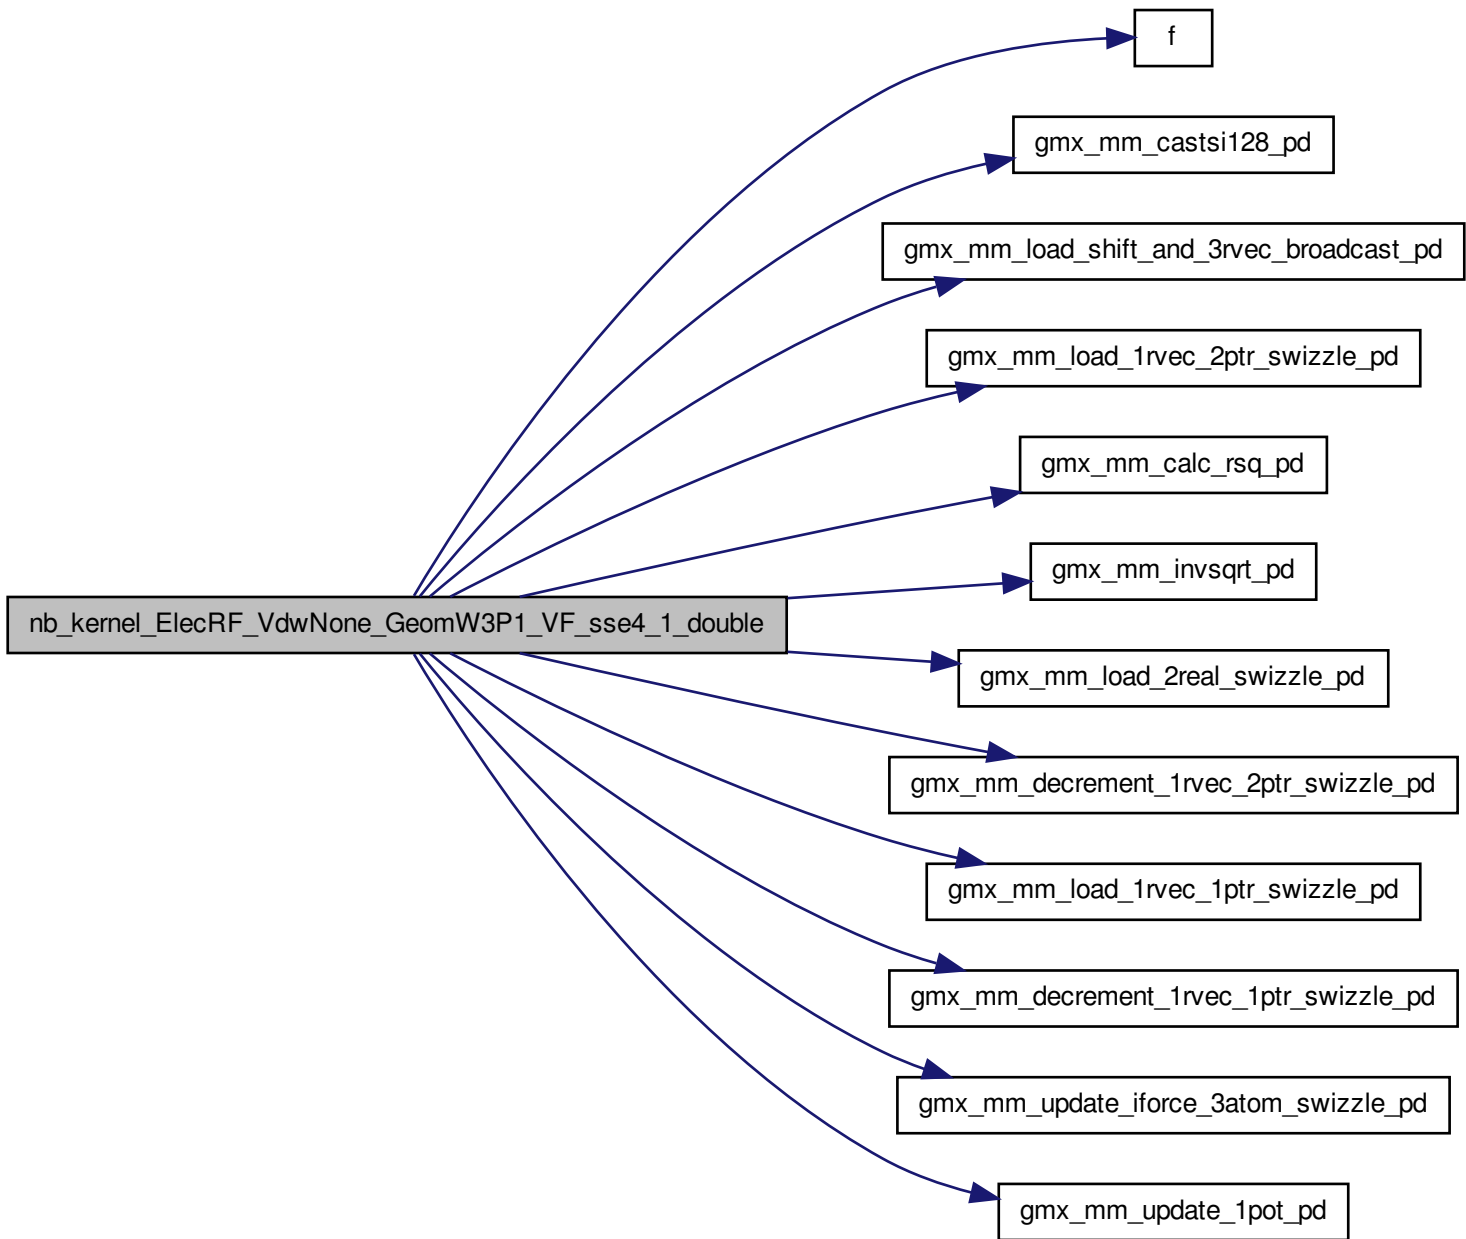 f
gmx_mm_castsi128_pd
gmx_mm_load_shift_and_3rvec_broadcast_pd
gmx_mm_load_1rvec_2ptr_swizzle_pd
gmx_mm_calc_rsq_pd
gmx_mm_invsqrt_pd
nb_kernel_ElecRF_VdwNone_GeomW3P1_VF_sse4_1_double
gmx_mm_load_2real_swizzle_pd
gmx_mm_decrement_1rvec_2ptr_swizzle_pd
gmx_mm_load_1rvec_1ptr_swizzle_pd
gmx_mm_decrement_1rvec_1ptr_swizzle_pd
gmx_mm_update_iforce_3atom_swizzle_pd
gmx_mm_update_1pot_pd